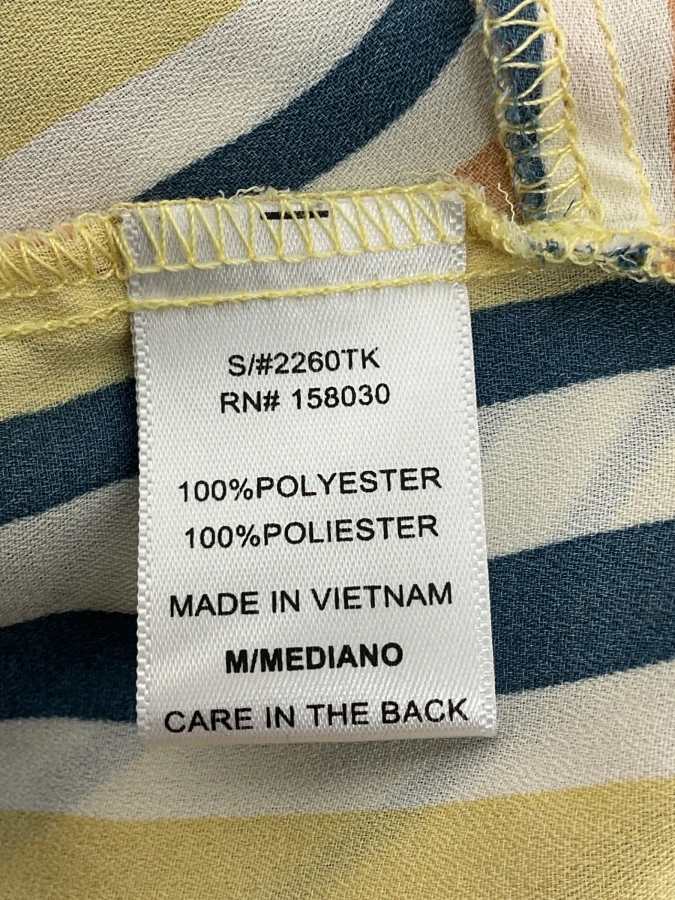 S/#2260TK
RN# 158030
100%POLYESTER
100%POLIESTER
MADE IN VIETNAM
M/MEDIANO
CARE IN THE BACK